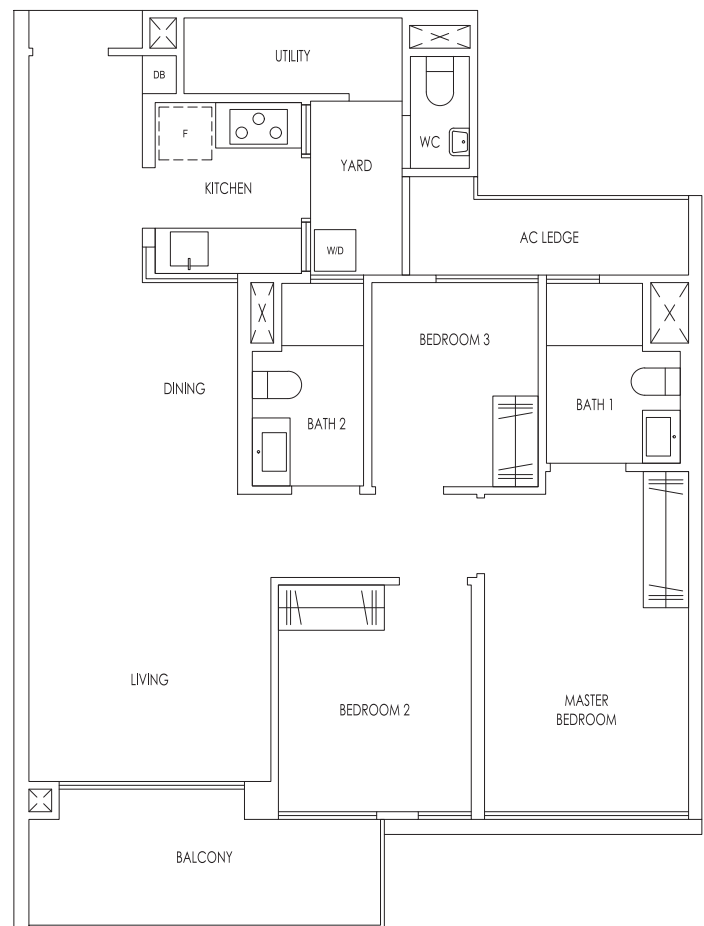 UTILITY
DB
F
WC
YARD
KITCHEN
AC LEDGE
W/D
BEDROOM 3
DINING
BATH 1
BATH 2
LIVING
MASTER
BEDROOM
BEDROOM 2
BALCONY